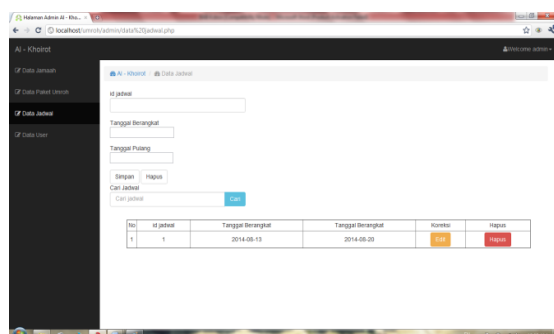 Halaman Admin Al - Kho...
localhost/umroh/admin/data%20jadwal.php
Al - Khoirot
Welcome admin
Data Jamaah
Al - Khoirot / Data Jadwal
Data Paket Umroh
Data Jadwal
Data User
id jadwal
Tanggal Berangkat
Tanggal Pulang
Simpan Hapus
Cari Jadwal
Cari jadwal Cari
No id jadwal Tanggal Berangkat Tanggal Berangkat Koreksi Hapus
1 1 2014-08-13 2014-08-20 Edit Hapus